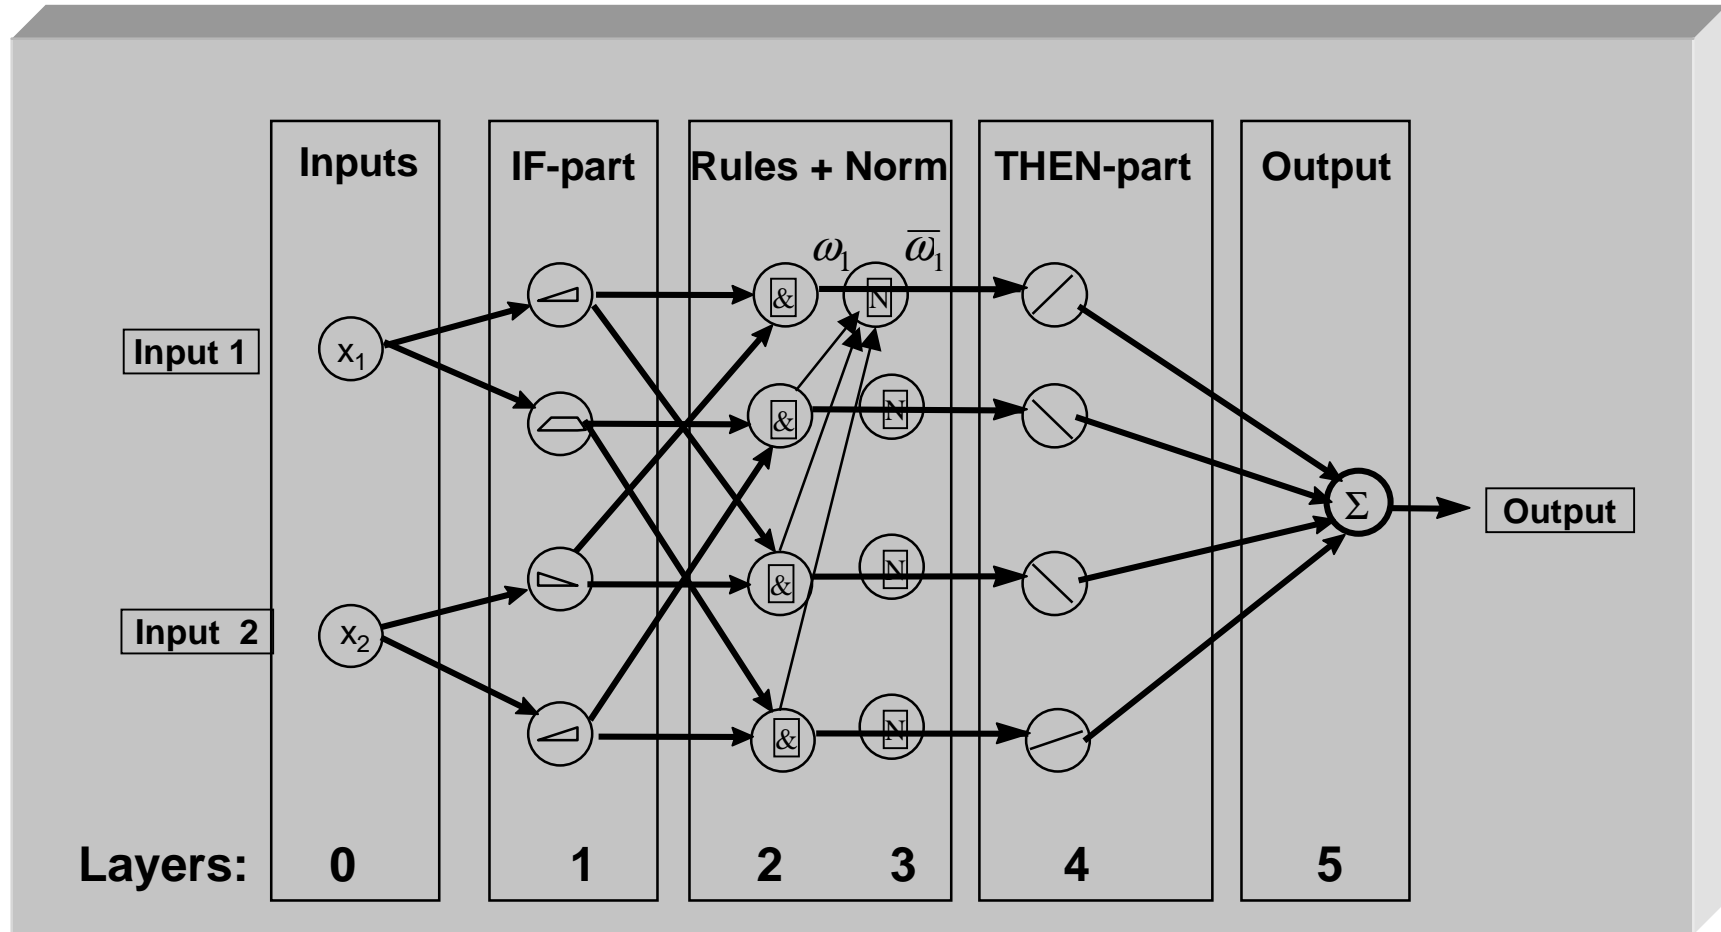 Inputs IF-part Rules + Norm THEN-part Output
ω₁ ω̅₁
& N
Input 1 x₁
& N
Σ Output
& N
Input 2 x₂
& N
Layers: 0 1 2 3 4 5